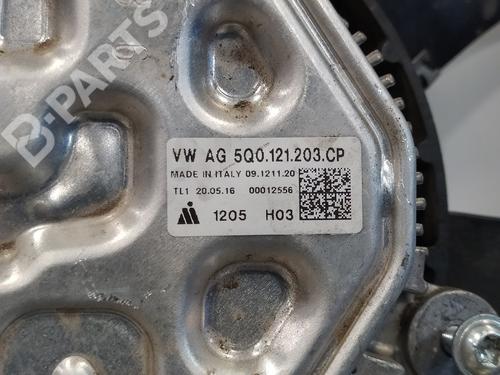 B-PARTS
VW AG 5Q0.121.203.CP
MADE IN ITALY 09.1211.20
TL1 20.05.16 00012556
1205 H03